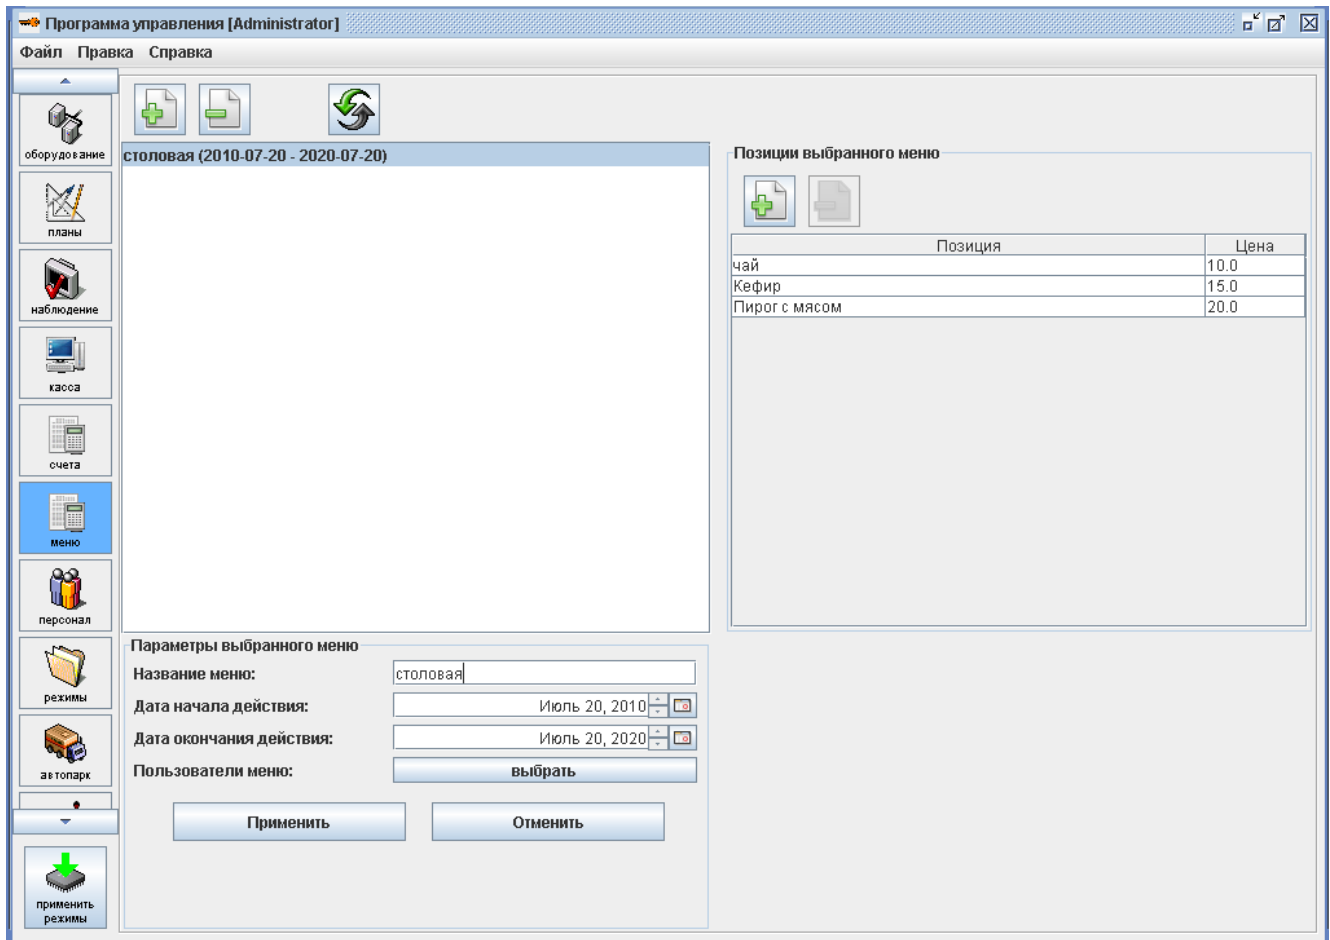 Программа управления [Administrator]
Файл Правка Справка
оборудование
планы
наблюдение
касса
счета
меню
персонал
режимы
автопарк
применить
режимы
столовая (2010-07-20 - 2020-07-20)
Параметры выбранного меню
Название меню: столовая
Дата начала действия: Июль 20, 2010
Дата окончания действия: Июль 20, 2020
Пользователи меню: выбрать
Применить Отменить
Позиции выбранного меню
Позиция Цена
чай 10.0
Кефир 15.0
Пирог с мясом 20.0